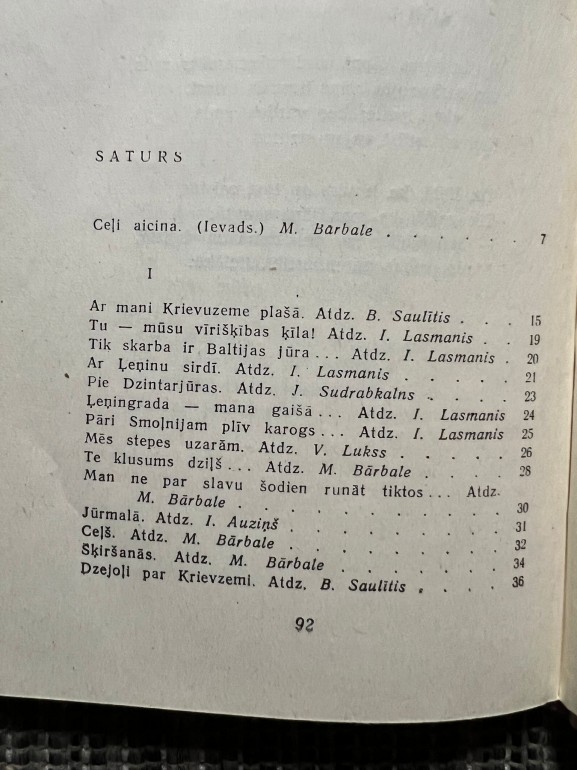 SATURS
Ceļi aicina. (Ievads.) M. Bārbale . . . . . . 7
I
Ar mani Krievuzeme plašā. Atdz. B. Saulītis . . . 15
Tu — mūsu vīrišķības ķīla! Atdz. I. Lasmanis . . 19
Tik skarba ir Baltijas jūra... Atdz. I. Lasmanis . 20
Ar Ļeņinu sirdī. Atdz. I. Lasmanis . . . . . 21
Pie Dzintarjūras. Atdz. J. Sudrabkalns . . . . 23
Ļeņingrada — mana gaišā... Atdz. I. Lasmanis 24
Pāri Smoļnijam plīv karogs... Atdz. I. Lasmanis 25
Mēs stepes uzarām. Atdz. V. Lukss . . . . . 26
Te klusums dziļš... Atdz. M. Bārbale . . . . 28
Man ne par slavu šodien runāt tiktos... Atdz.
M. Bārbale . . . . . . . . . . 30
Jūrmalā. Atdz. I. Auziņš . . . . . . . . 31
Ceļš. Atdz. M. Bārbale . . . . . . . . 32
Šķiršanās. Atdz. M. Bārbale . . . . . . 34
Dzejoļi par Krievzemi. Atdz. B. Saulītis . . . . 36
92